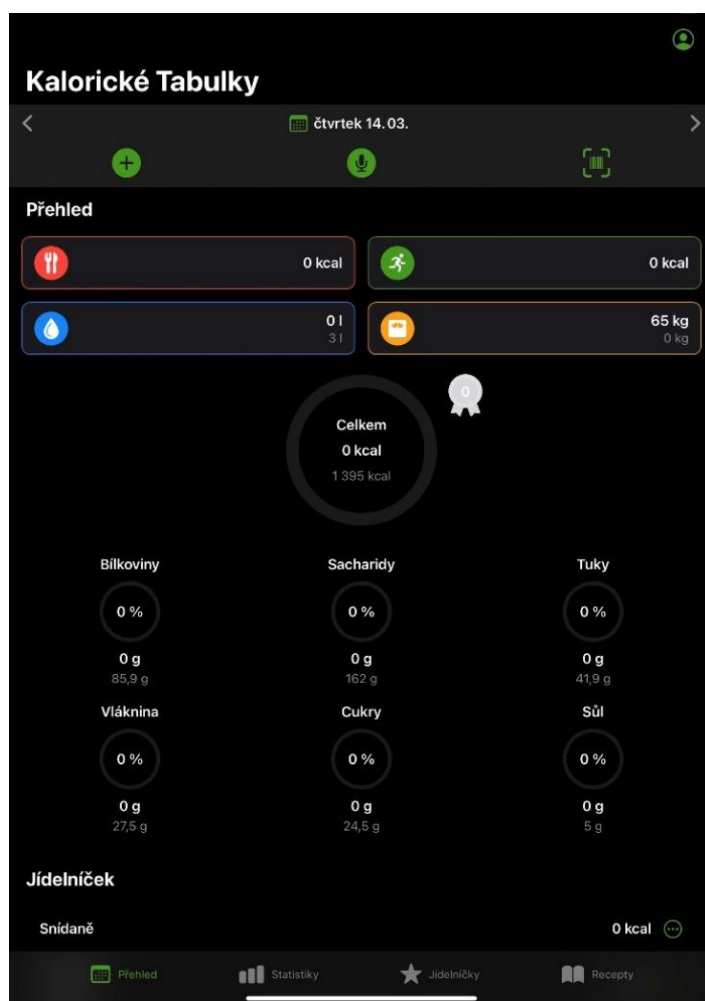 Kalorické Tabulky
čtvrtek 14. 03.
Přehled
0 kcal
0 kcal
0 l
3 l
65 kg
0 kg
0
Celkem
0 kcal
1 395 kcal
Bílkoviny Sacharidy Tuky
0 % 0 % 0 %
0 g 0 g 0 g
85,9 g 162 g 41,9 g
Vláknina Cukry Sůl
0 % 0 % 0 %
0 g 0 g 0 g
27,5 g 24,5 g 5 g
Jídelníček
Snídaně 0 kcal
Přehled Statistiky Jídelníčky Recepty